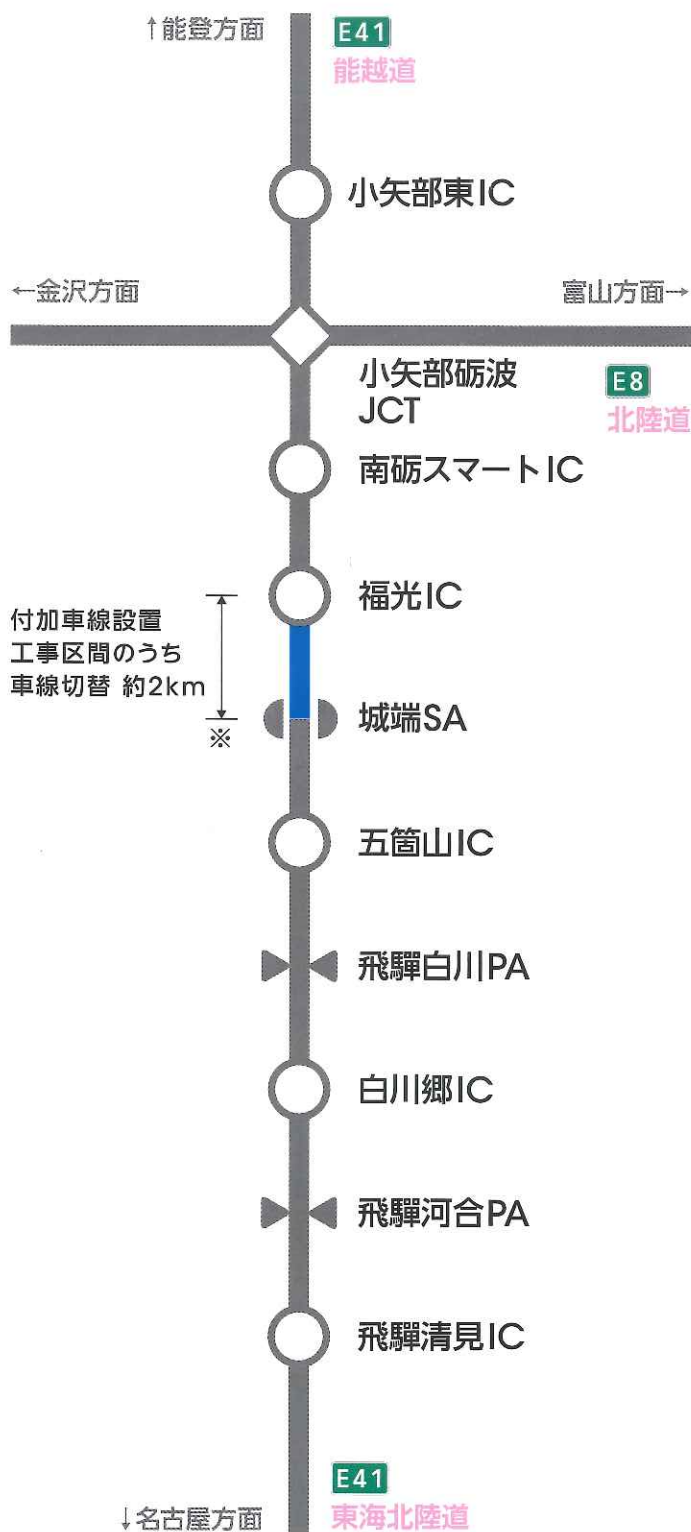 ↑能登方面
E41
能越道
小矢部東IC
←金沢方面
富山方面→
小矢部砺波
JCT
E8
北陸道
南砺スマートIC
福光IC
付加車線設置
工事区間のうち
車線切替 約2km
※
城端SA
五箇山IC
飛驒白川PA
白川郷IC
飛驒河合PA
飛驒清見IC
E41
東海北陸道
↓名古屋方面